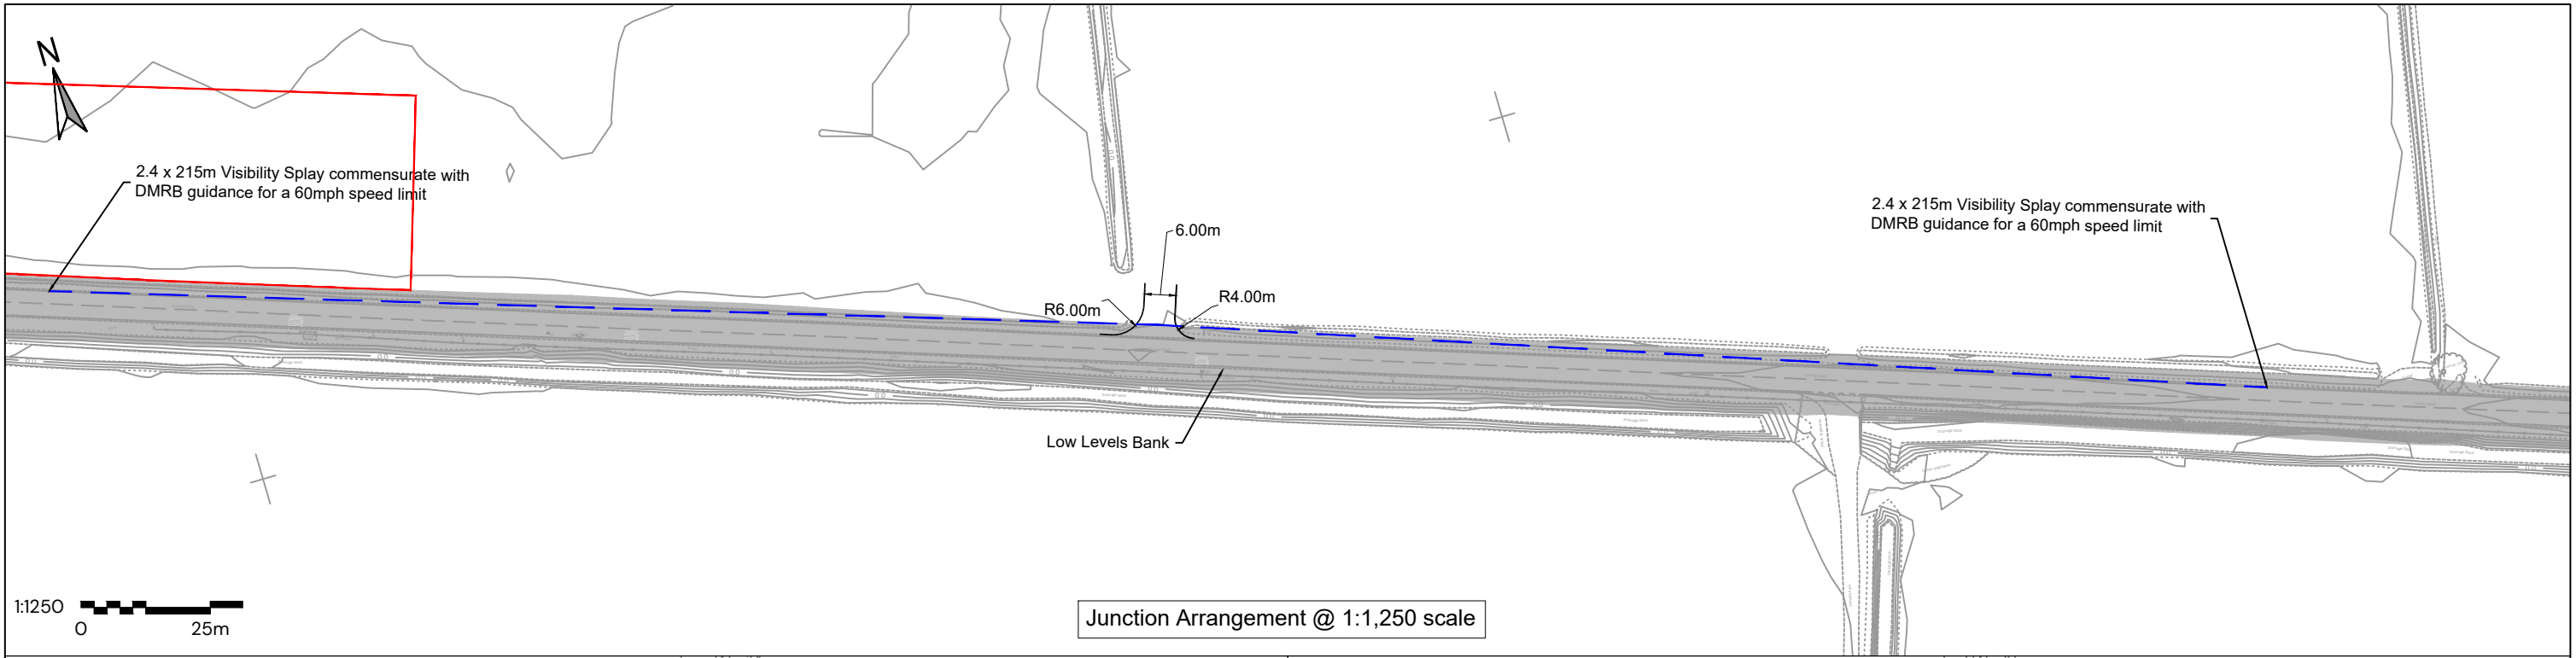 N
2.4 x 215m Visibility Splay commensurate with
DMRB guidance for a 60mph speed limit
6.00m
R6.00m
R4.00m
2.4 x 215m Visibility Splay commensurate with
DMRB guidance for a 60mph speed limit
Low Levels Bank
1:1250
0
25m
Junction Arrangement @ 1:1,250 scale